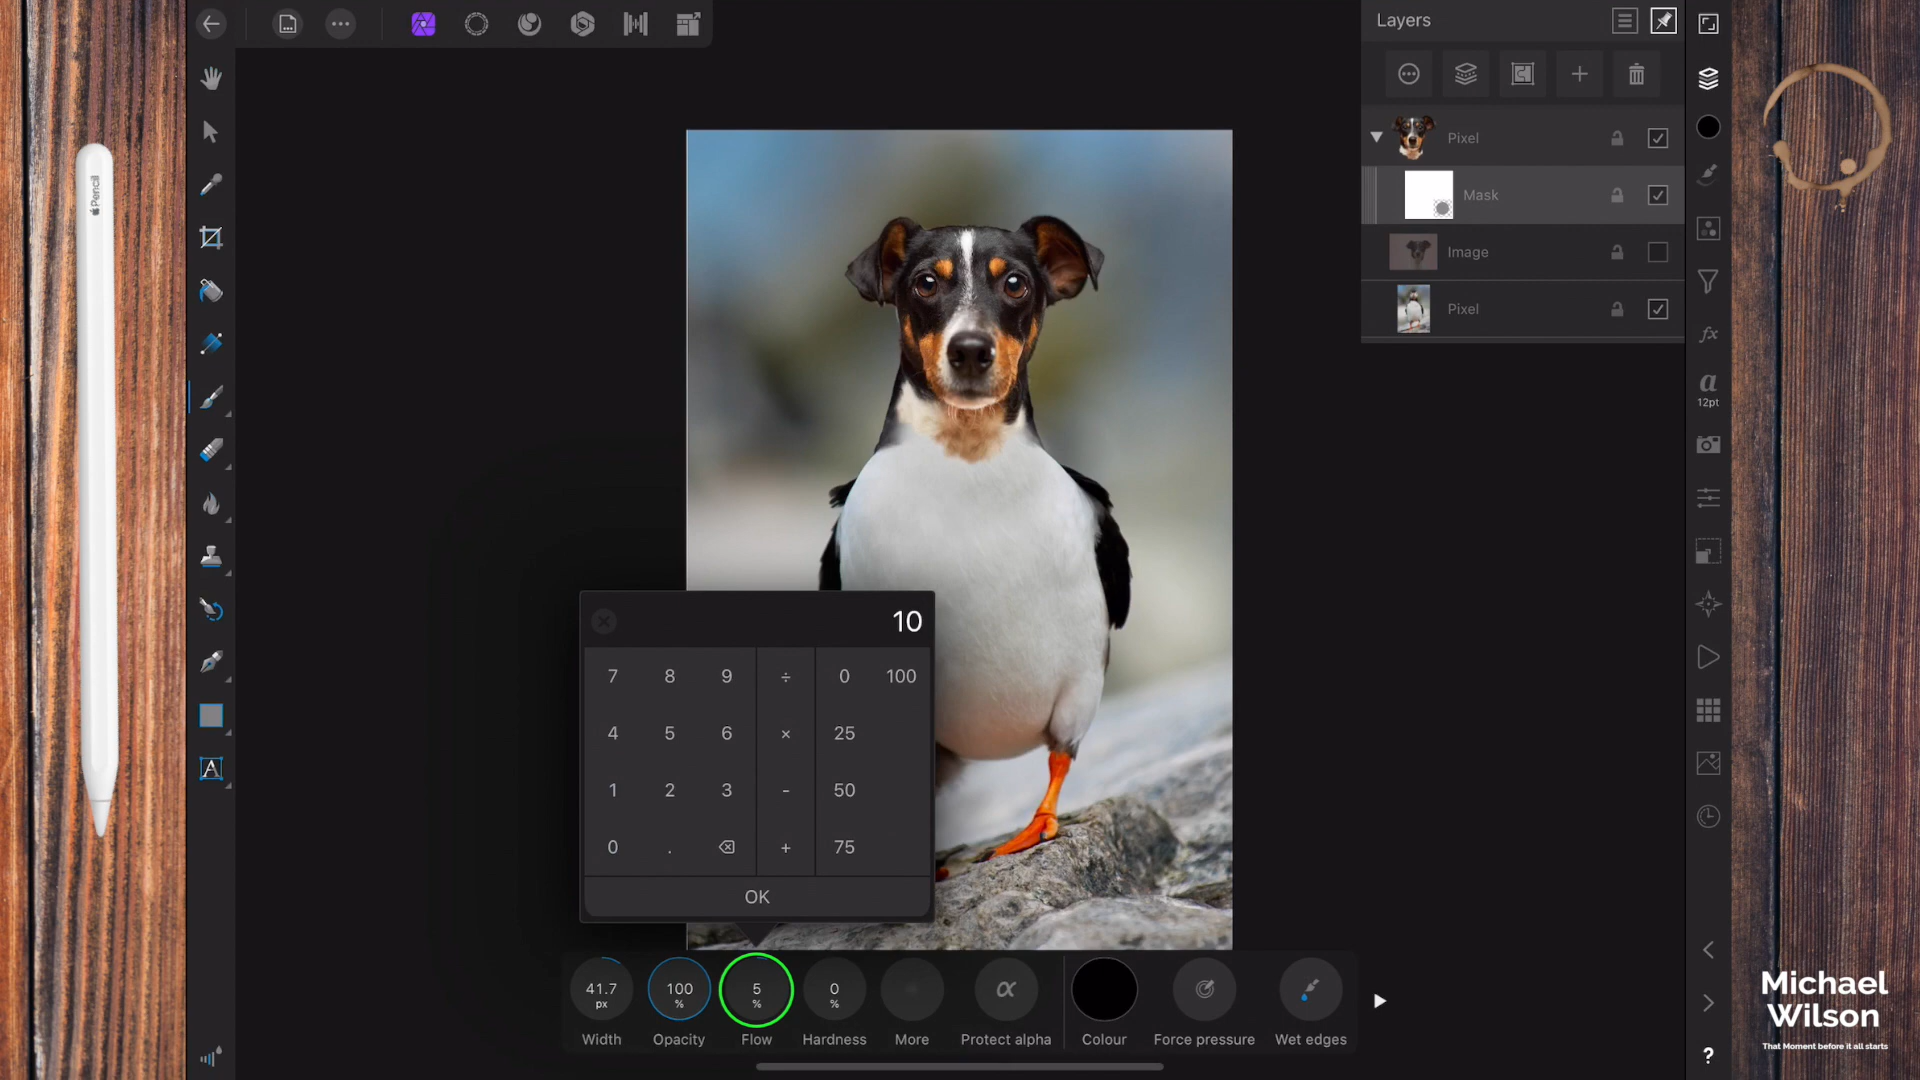 Layers
Pencil
Pixel
Mask
Image
Pixel
12pt
10
7 8 9 ÷ 0 100
4 5 6 × 25
1 2 3 - 50
0 . + 75
OK
41.7 px
100 %
5 %
0 %
α
Width
Opacity
Flow
Hardness
More
Protect alpha
Colour
Force pressure
Wet edges
fx
a
A
?
Michael
Wilson
That Moment before it all starts